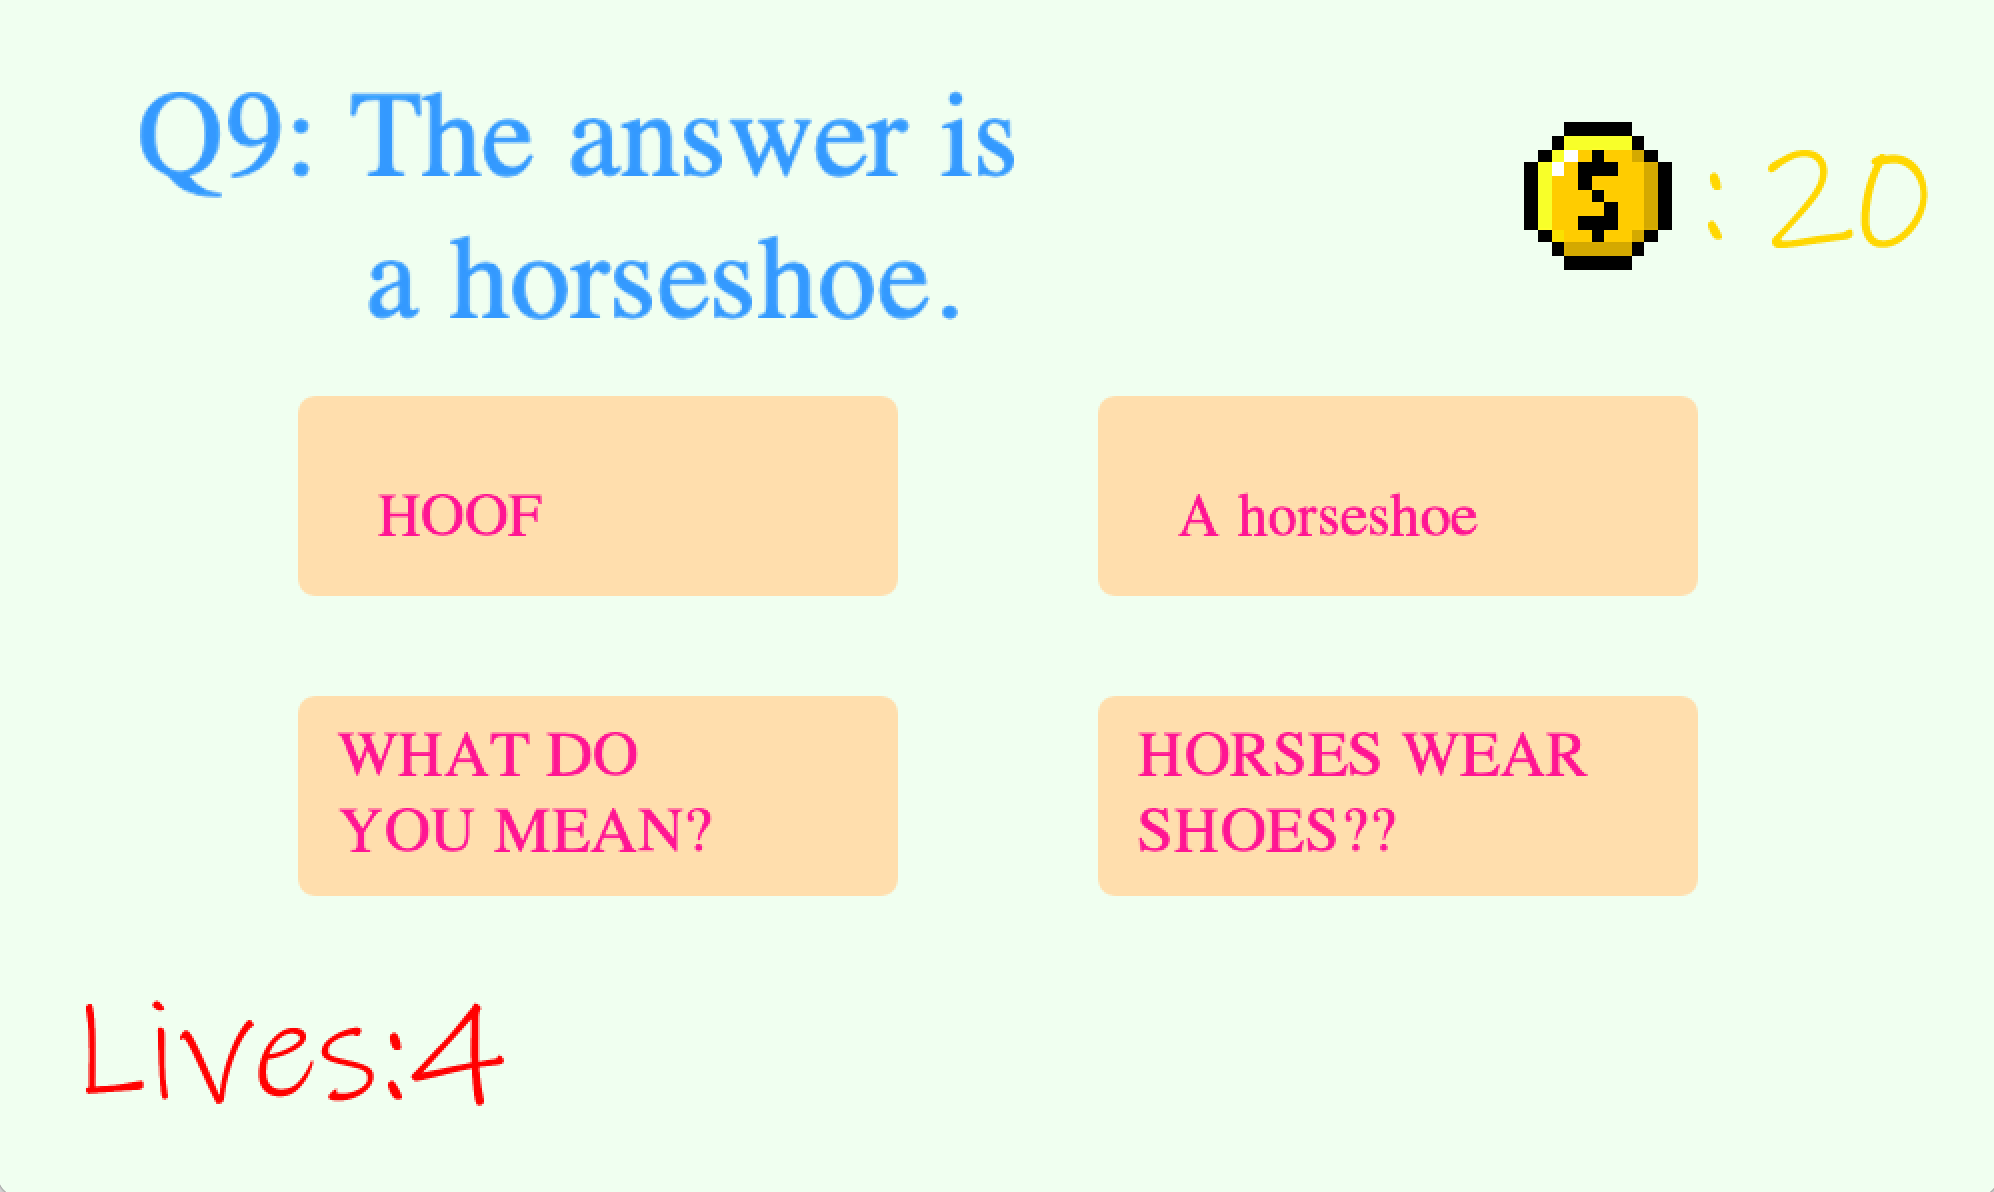 Q9: The answer is
a horseshoe.
$ : 20
HOOF
A horseshoe
WHAT DO
YOU MEAN?
HORSES WEAR
SHOES??
Lives:4